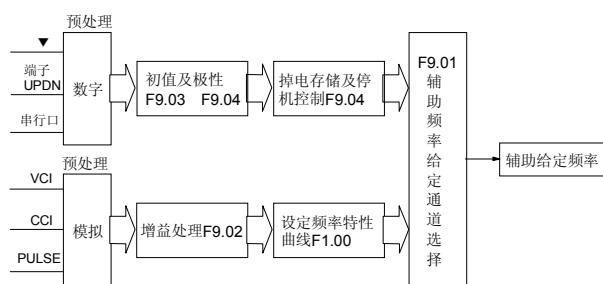 预处理
▼
端子
UPDN
串行口
数字
初值及极性
F9.03 F9.04
掉电存储及停
机控制F9.04
F9.01
辅助频率给定通道选择
辅助给定频率
预处理
VCI
CCI
PULSE
模拟
增益处理F9.02
设定频率特性
曲线F1.00